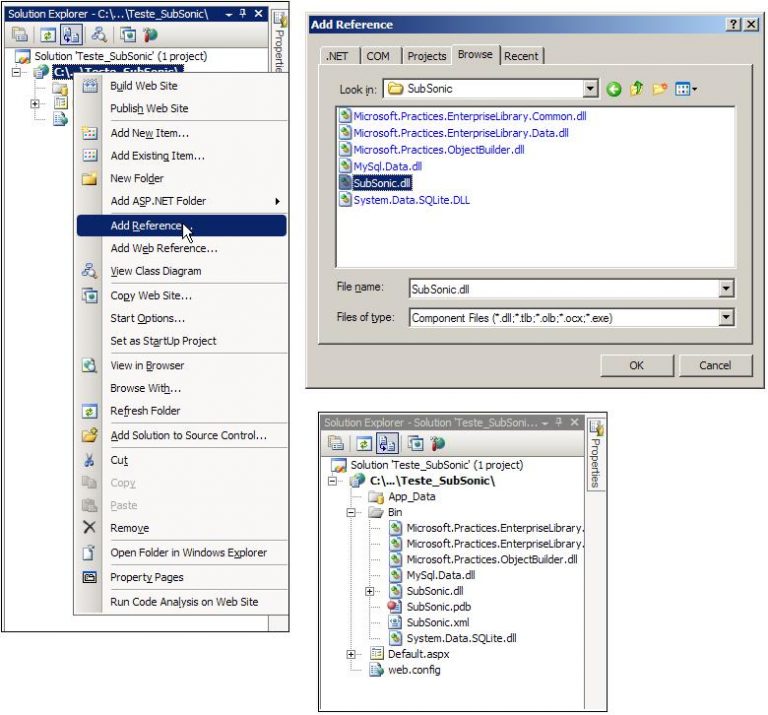 Solution Explorer - C:\...\Teste_SubSonic\
Properties
Solution 'Teste_SubSonic' (1 project)
C:\...\Teste_SubSonic\
Build Web Site
Publish Web Site
Add New Item...
Add Existing Item...
New Folder
Add ASP.NET Folder
Add Reference...
Add Web Reference...
View Class Diagram
Copy Web Site...
Start Options...
Set as StartUp Project
View in Browser
Browse With...
Refresh Folder
Add Solution to Source Control...
Cut
Copy
Paste
Remove
Open Folder in Windows Explorer
Property Pages
Run Code Analysis on Web Site
Add Reference
.NET
COM
Projects
Browse
Recent
Look in:
SubSonic
Microsoft.Practices.EnterpriseLibrary.Common.dll
Microsoft.Practices.EnterpriseLibrary.Data.dll
Microsoft.Practices.ObjectBuilder.dll
MySql.Data.dll
SubSonic.dll
System.Data.SQLite.DLL
File name:
SubSonic.dll
Files of type:
Component Files (*.dll;*.tlb;*.olb;*.ocx;*.exe)
OK
Cancel
Solution Explorer - Solution 'Teste_SubSoni...
Properties
Solution 'Teste_SubSonic' (1 project)
C:\...\Teste_SubSonic\
App_Data
Bin
Microsoft.Practices.EnterpriseLibrary.
Microsoft.Practices.EnterpriseLibrary.
Microsoft.Practices.ObjectBuilder.dll
MySql.Data.dll
SubSonic.dll
SubSonic.pdb
SubSonic.xml
System.Data.SQLite.dll
Default.aspx
web.config